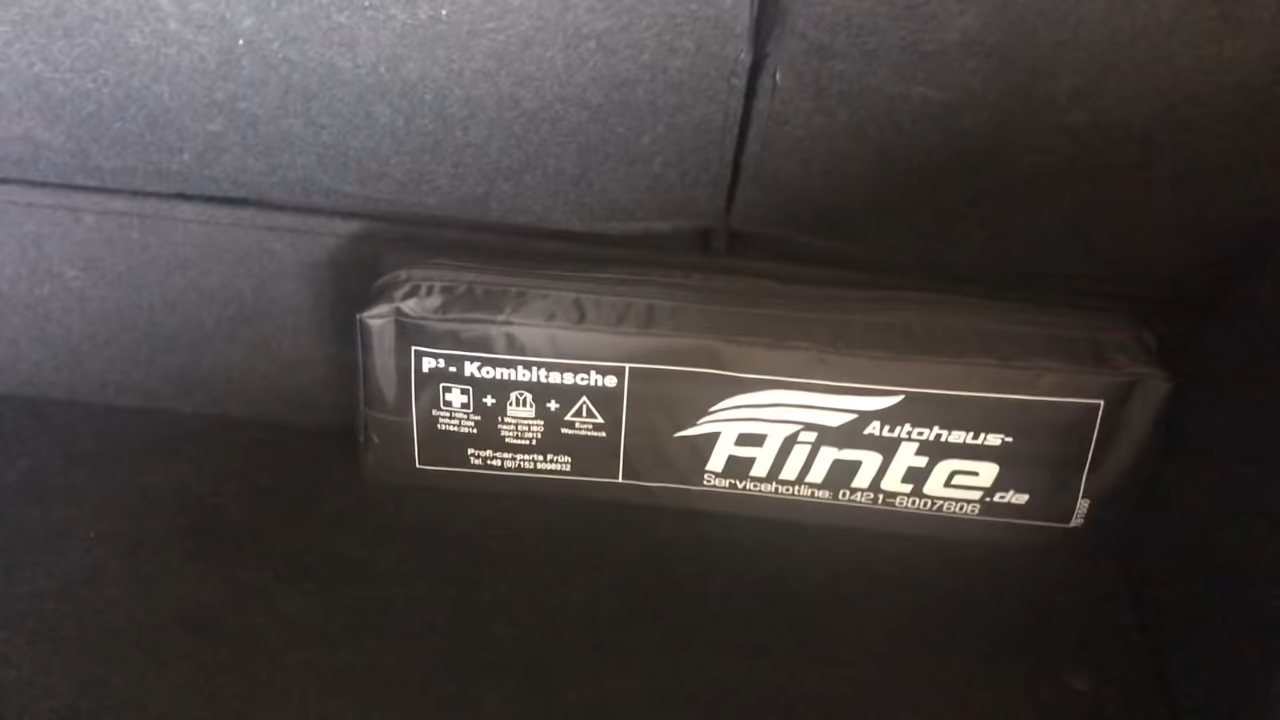 P³ - Kombitasche
Erste Hilfe Set
Inhalt DIN
13164:2014
1 Warnweste
nach EN ISO
20471:2013
Klasse 2
Euro
Warndreieck
Profi-car-parts Früh
Tel. +49 (0)7153 9098932
Autohaus-
Hinte.de
Servicehotline: 0421-6007606